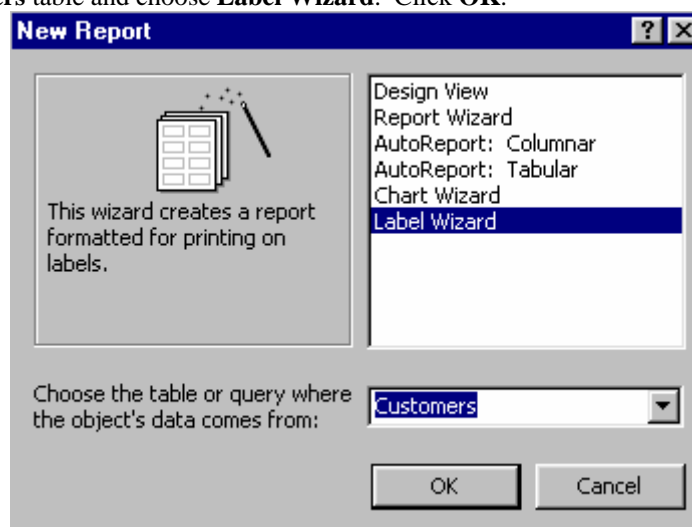 table and choose Label Wizard. Click OK.
New Report
This wizard creates a report
formatted for printing on
labels.
Design View
Report Wizard
AutoReport: Columnar
AutoReport: Tabular
Chart Wizard
Label Wizard
Choose the table or query where
the object's data comes from:
Customers
OK
Cancel